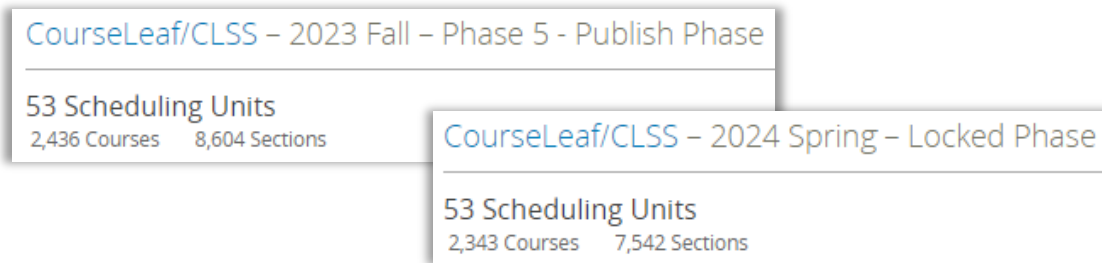 CourseLeaf/CLSS – 2023 Fall – Phase 5 - Publish Phase
53 Scheduling Units
2,436 Courses 8,604 Sections
CourseLeaf/CLSS – 2024 Spring – Locked Phase
53 Scheduling Units
2,343 Courses 7,542 Sections